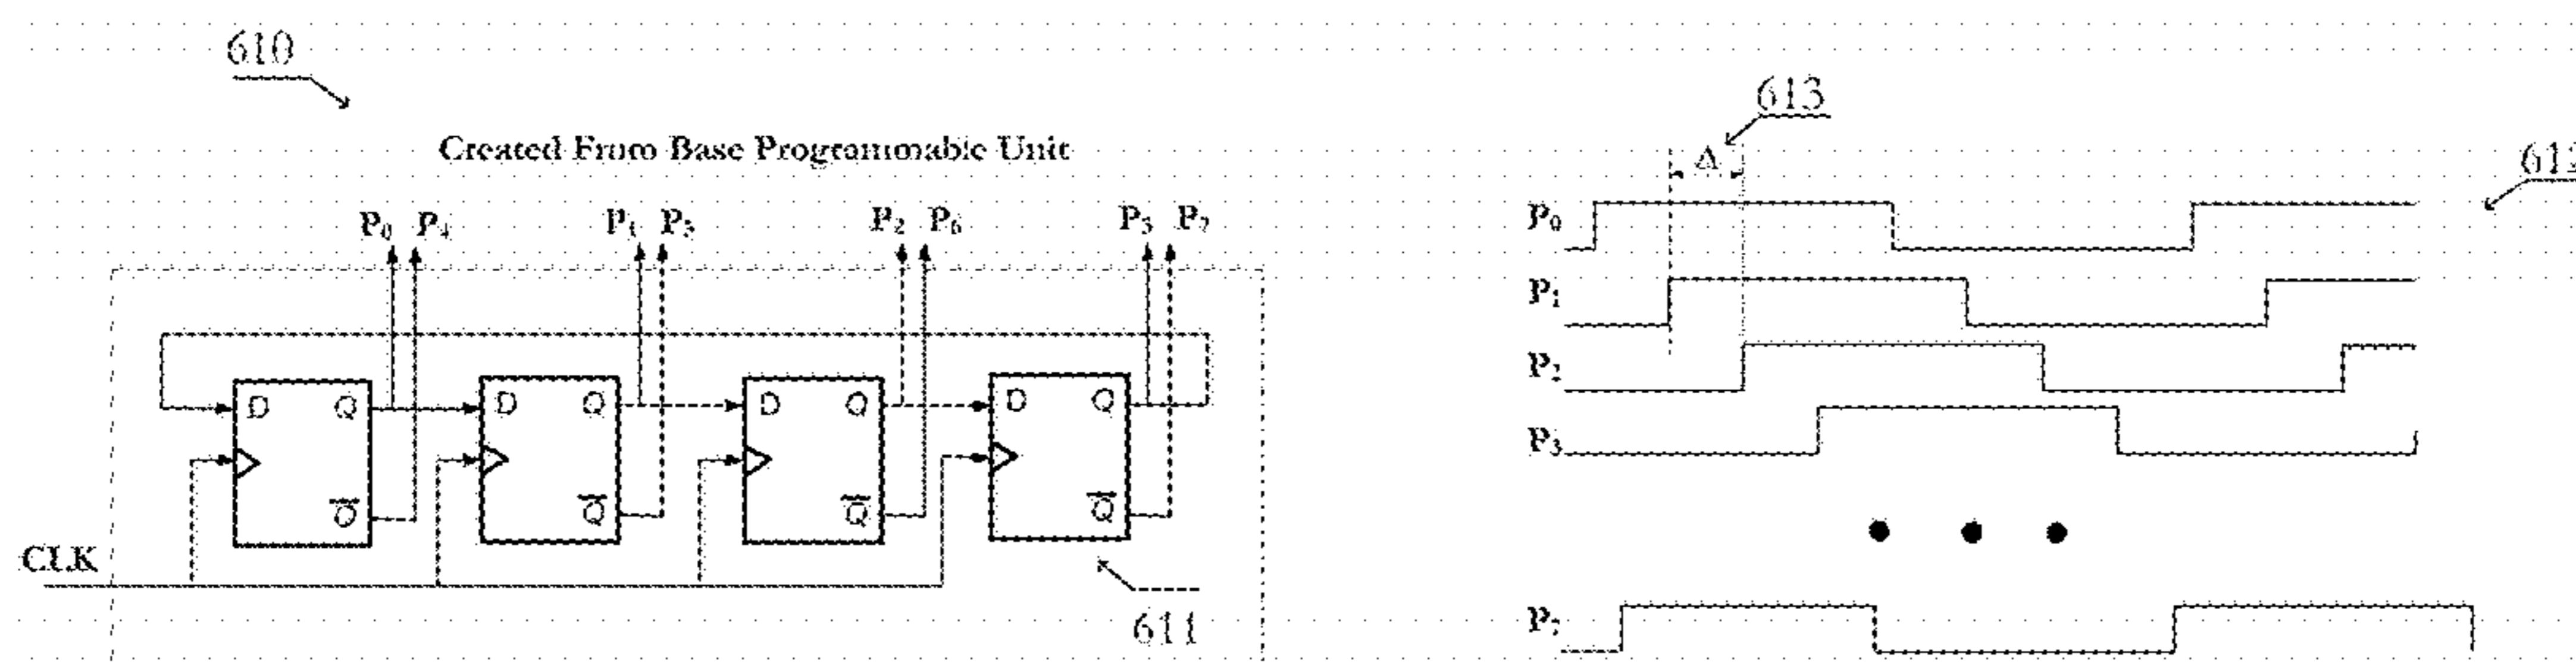 610
613
Created From Base Programmable Unit
Δ
612
P₀ P₄ P₁ P₅ P₂ P₆ P₃ P₇
P₀
P₁
P₂
P₃
D Q D Q D Q D Q
Q̅ Q̅ Q̅ Q̅
CLK
611
P₇